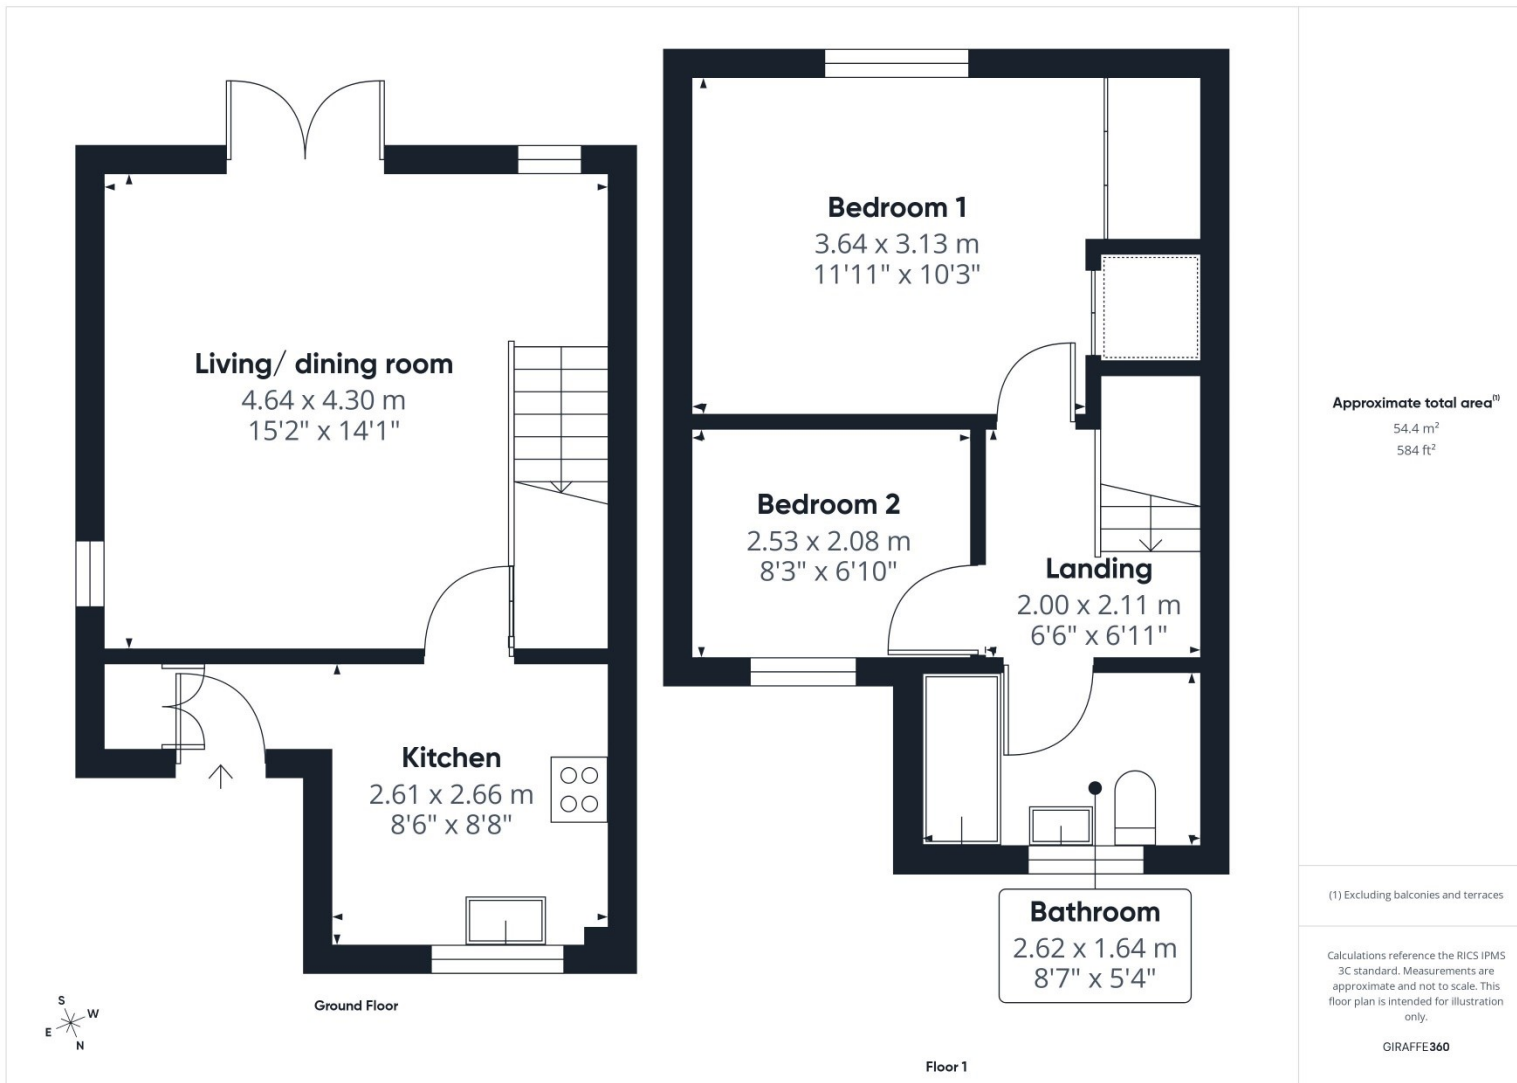 Living/ dining room
4.64 x 4.30 m
15'2" x 14'1"
Kitchen
2.61 x 2.66 m
8'6" x 8'8"
Ground Floor
S
W
E
N
Bedroom 1
3.64 x 3.13 m
11'11" x 10'3"
Bedroom 2
2.53 x 2.08 m
8'3" x 6'10"
Landing
2.00 x 2.11 m
6'6" x 6'11"
Bathroom
2.62 x 1.64 m
8'7" x 5'4"
Floor 1
Approximate total area(1)
54.4 m²
584 ft²
(1) Excluding balconies and terraces
Calculations reference the RICS IPMS
3C standard. Measurements are
approximate and not to scale. This
floor plan is intended for illustration
only.
GIRAFFE360